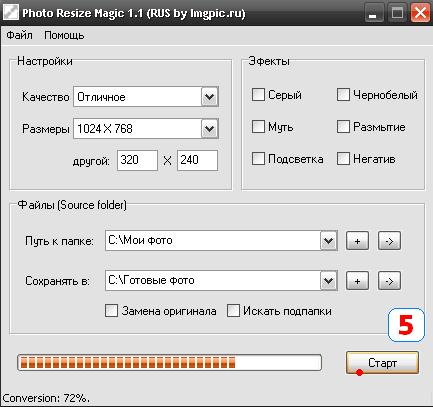 Photo Resize Magic 1.1 (RUS by Imgpic.ru)
Файл Помощь
Настройки
Эфекты
Качество Отличное
Серый Чернобелый
Размеры 1024 X 768
Муть Размытие
другой: 320 X 240
Подсветка Негатив
Файлы (Source folder)
Путь к папке: C:\Мои фото + ->
Сохранять в: C:\Готовые фото + ->
Замена оригинала Искать подпапки
5
Старт
Conversion: 72%.